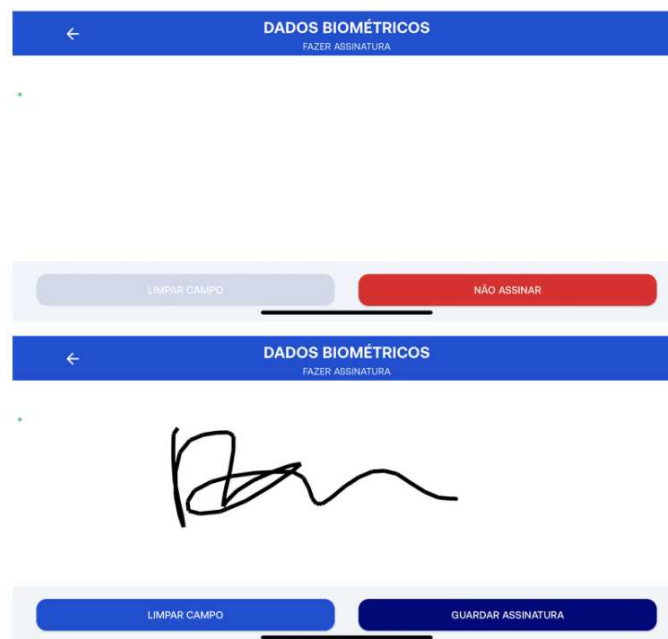 DADOS BIOMÉTRICOS
FAZER ASSINATURA
LIMPAR CAMPO NÃO ASSINAR
DADOS BIOMÉTRICOS
FAZER ASSINATURA
LIMPAR CAMPO GUARDAR ASSINATURA